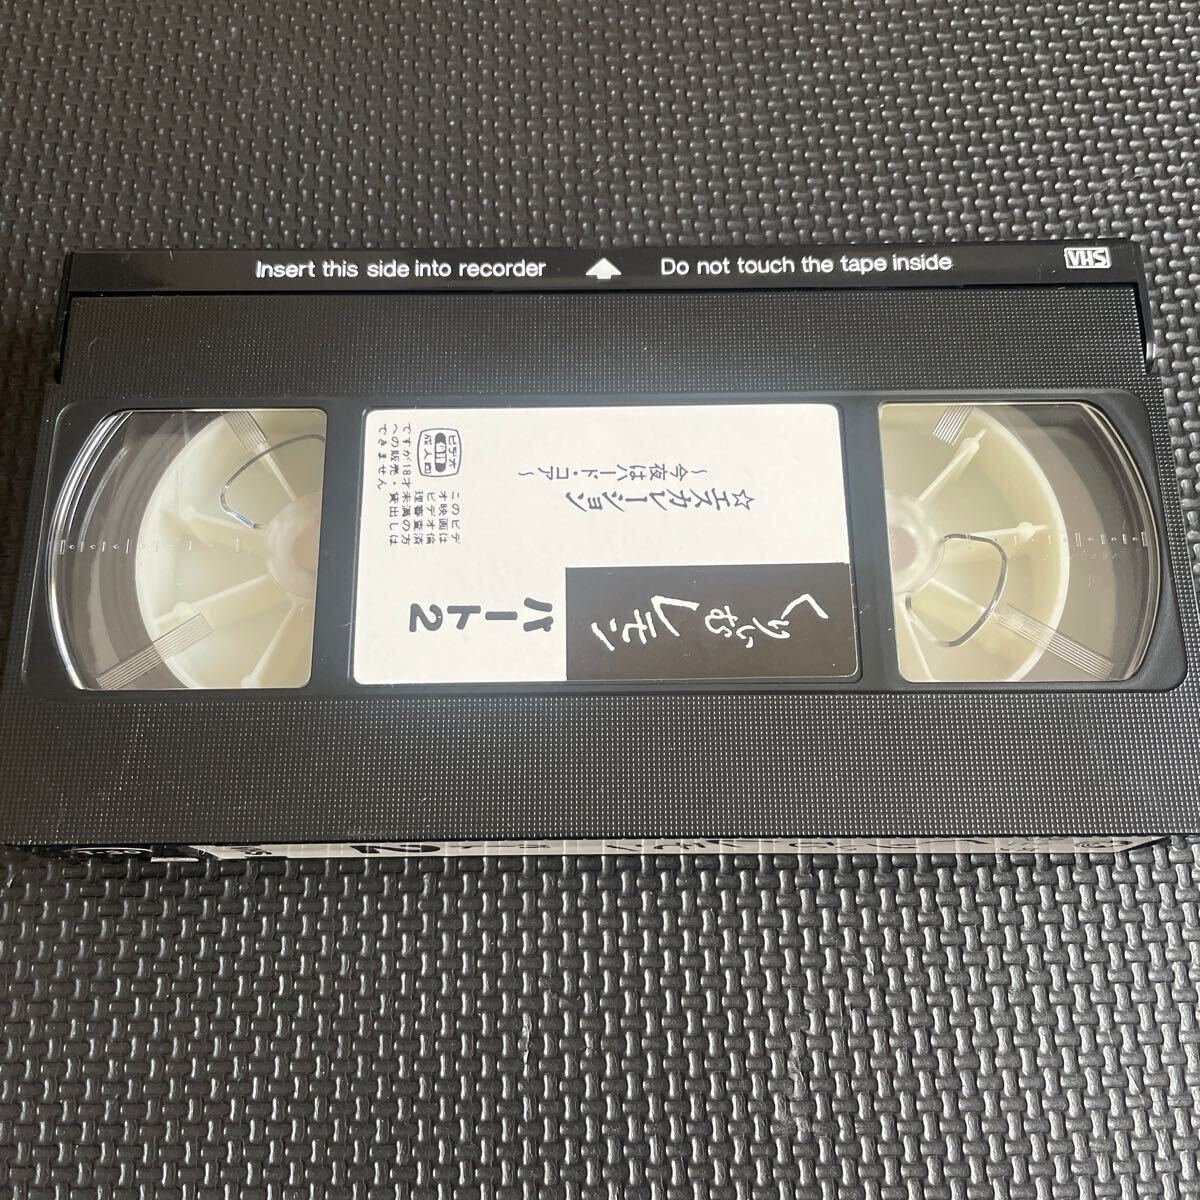 Insert this side into recorder
Do not touch the tape inside
VHS
くりいむレモン
パート2
☆エスカレーション
~今夜はハード・コア~
ビデオ
成人向
このビデ
オ映画は
ビデオ倫
理審査済
ですが18才未満の方
への販売・貸出しは
できません
2